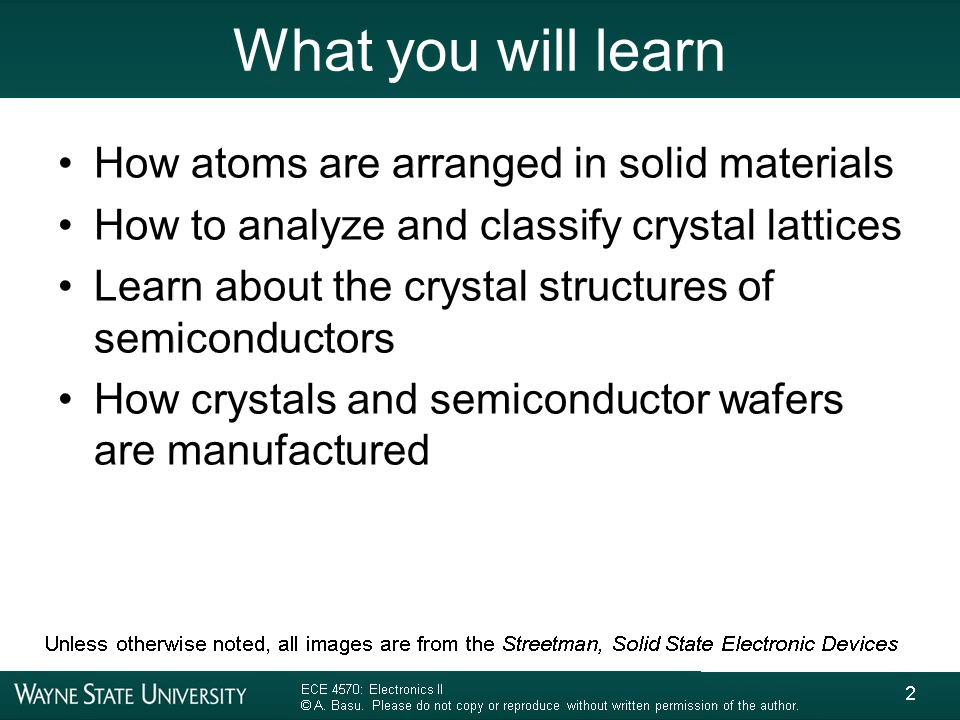 What you will learn
• How atoms are arranged in solid materials
• How to analyze and classify crystal lattices
• Learn about the crystal structures of
semiconductors
• How crystals and semiconductor wafers
are manufactured
Unless otherwise noted, all images are from the Streetman, Solid State Electronic Devices
WAYNE STATE UNIVERSITY
ECE 4570: Electronics II
© A. Basu. Please do not copy or reproduce without written permission of the author.
2